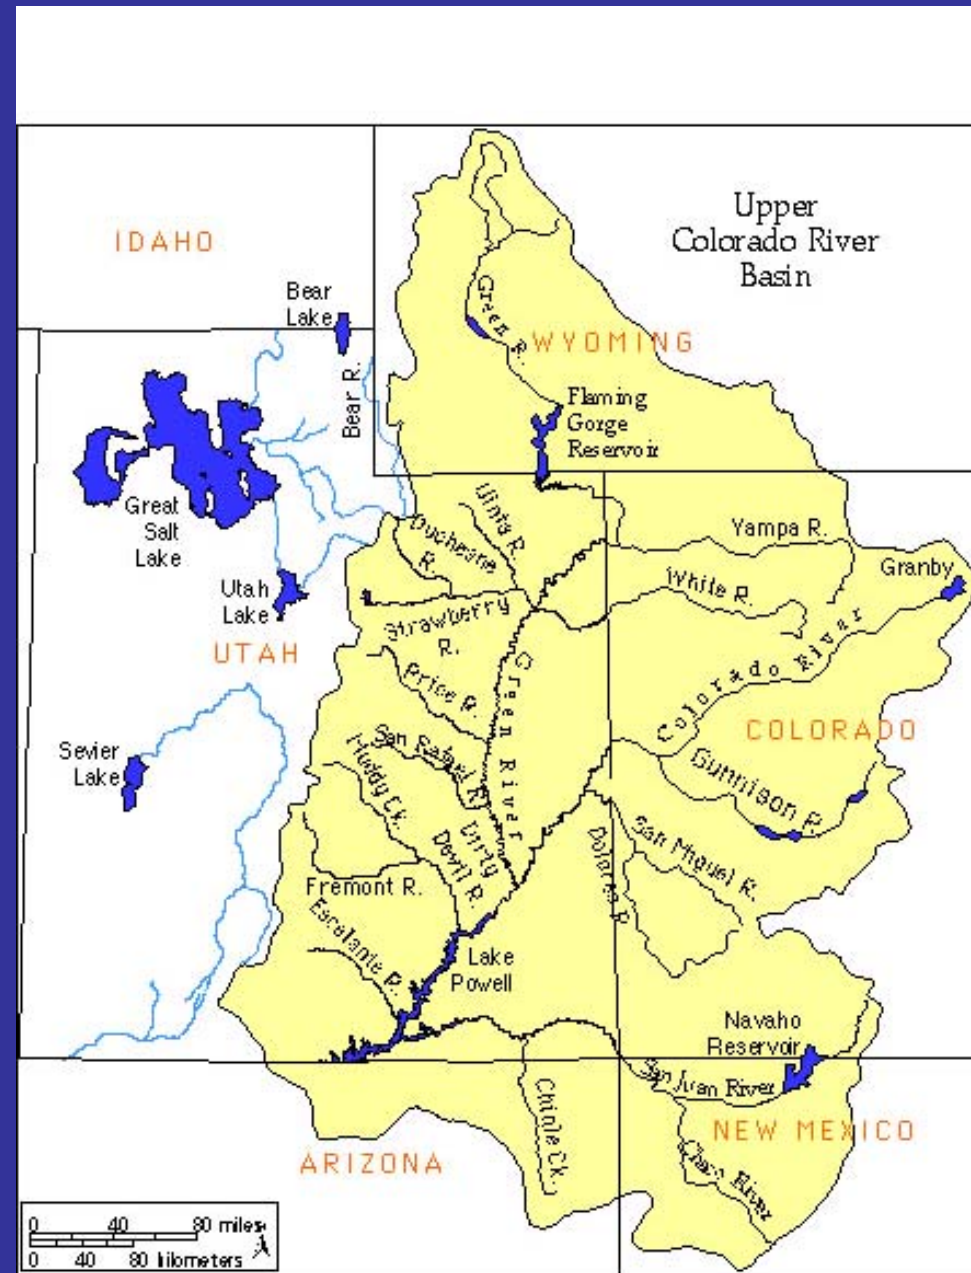 Upper
Colorado River
Basin
IDAHO
Bear
Lake
Bear R.
Green R.
WYOMING
Flaming
Gorge
Reservoir
Great
Salt
Lake
Uinta R.
Duchesne
R.
Yampa R.
White R.
Granby
Utah
Lake
Strawberry
R.
UTAH
Price R.
Green River
Colorado River
COLORADO
Sevier
Lake
San Rafael R.
Muddy Ck.
Gunnison R.
Dirty
Devil R.
San Miguel R.
Dolores R.
Fremont R.
Escalante R.
Lake
Powell
Navaho
Reservoir
San Juan River
NEW MEXICO
Chinle Ck.
Chaco River
ARIZONA
0 40 80 miles
0 40 80 kilometers